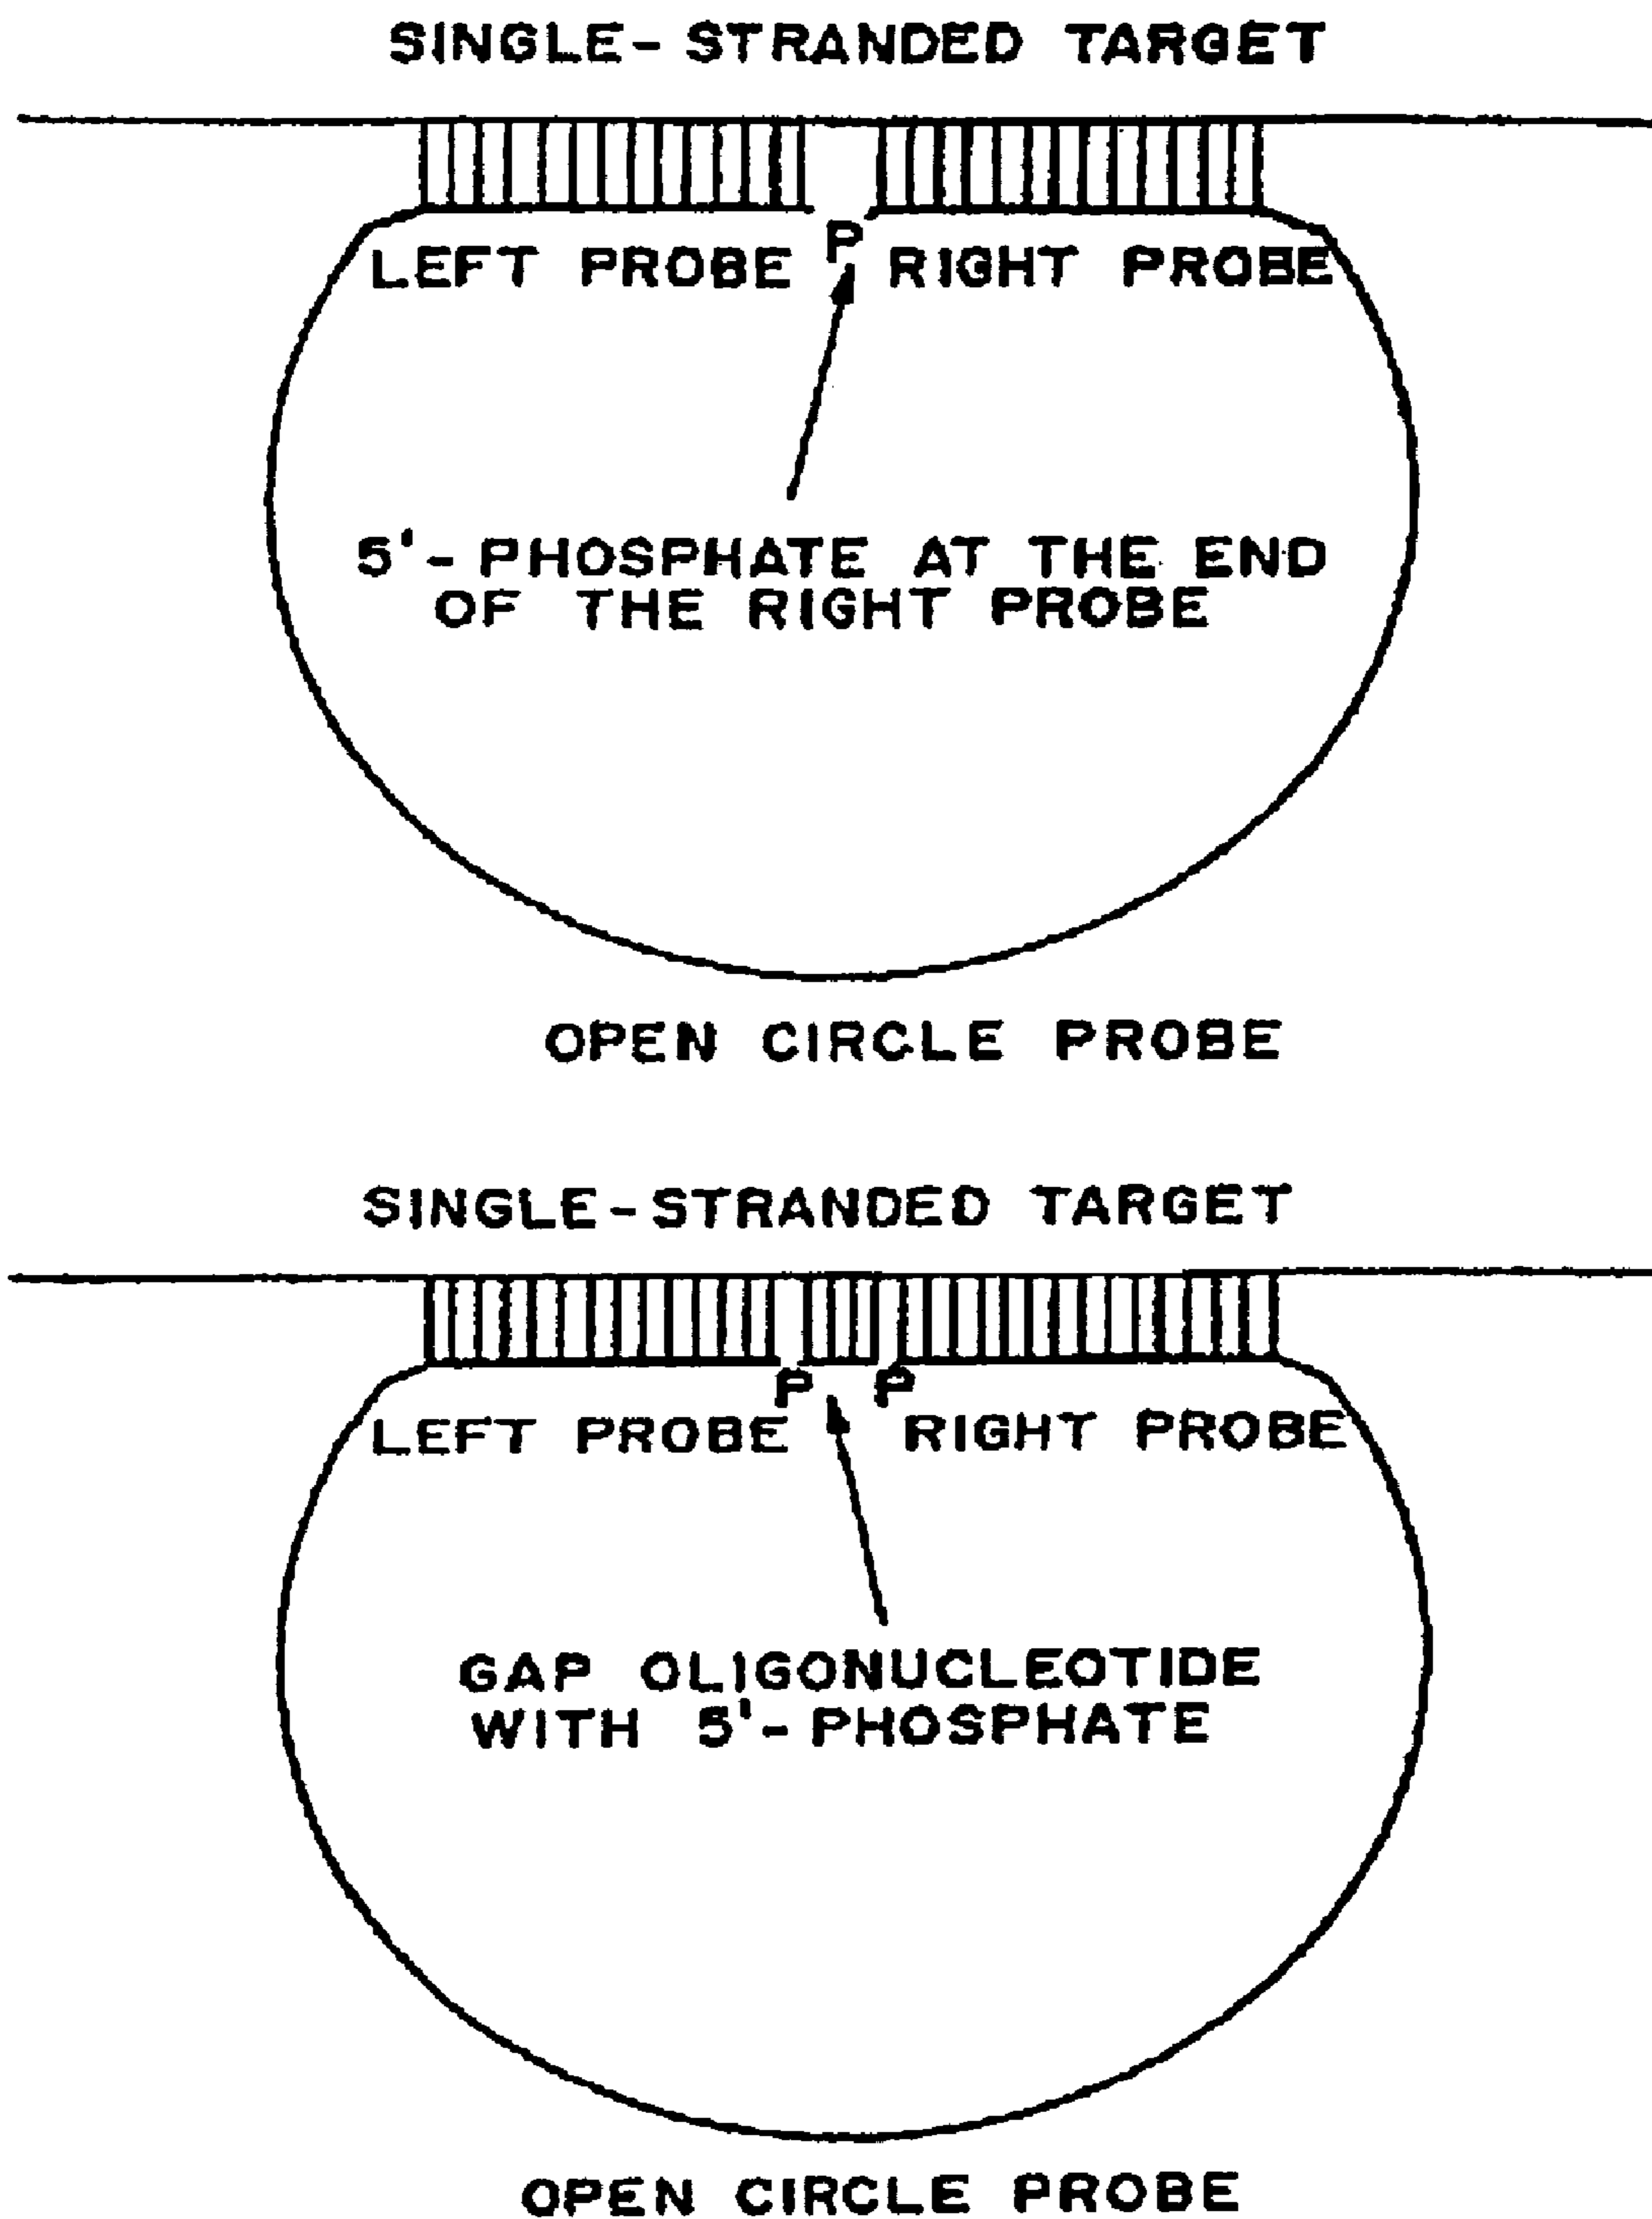 SINGLE-STRANDED TARGET
LEFT PROBE P RIGHT PROBE
5'-PHOSPHATE AT THE END
OF THE RIGHT PROBE
OPEN CIRCLE PROBE
SINGLE-STRANDED TARGET
P P
LEFT PROBE RIGHT PROBE
GAP OLIGONUCLEOTIDE
WITH 5'-PHOSPHATE
OPEN CIRCLE PROBE